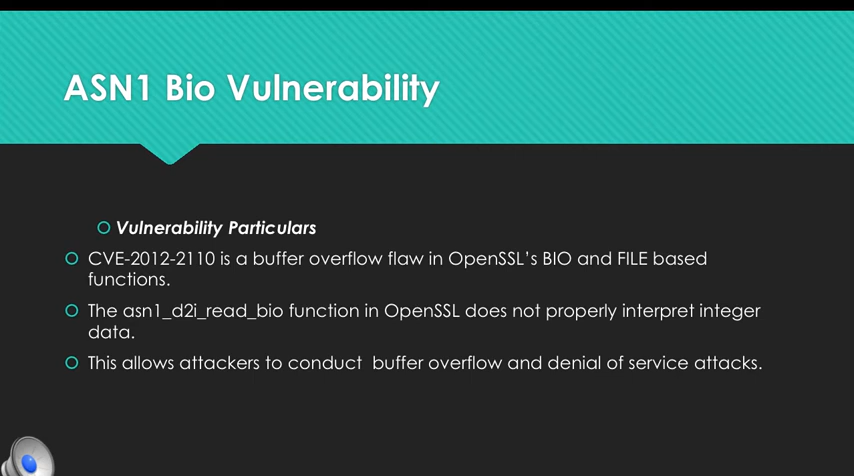 ASN1 Bio Vulnerability
Vulnerability Particulars
CVE-2012-2110 is a buffer overflow flaw in OpenSSL's BIO and FILE based
functions.
The asn1_d2i_read_bio function in OpenSSL does not properly interpret integer
data.
This allows attackers to conduct  buffer overflow and denial of service attacks.